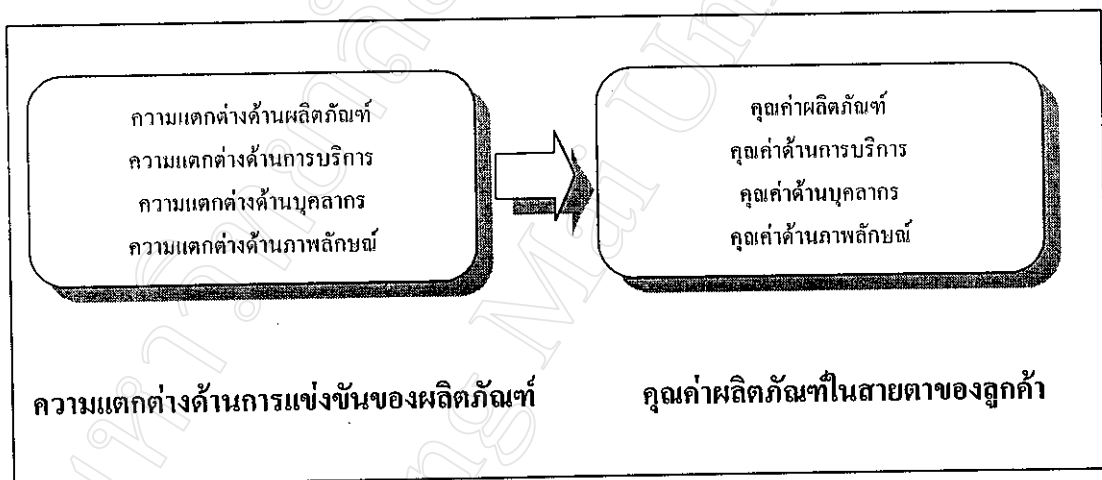 ความแตกต่างด้านผลิตภัณฑ์
ความแตกต่างด้านการบริการ
ความแตกต่างด้านบุคลากร
ความแตกต่างด้านภาพลักษณ์
คุณค่าผลิตภัณฑ์
คุณค่าด้านการบริการ
คุณค่าด้านบุคลากร
คุณค่าด้านภาพลักษณ์
ความแตกต่างด้านการแข่งขันของผลิตภัณฑ์
คุณค่าผลิตภัณฑ์ในสายตาของลูกค้า